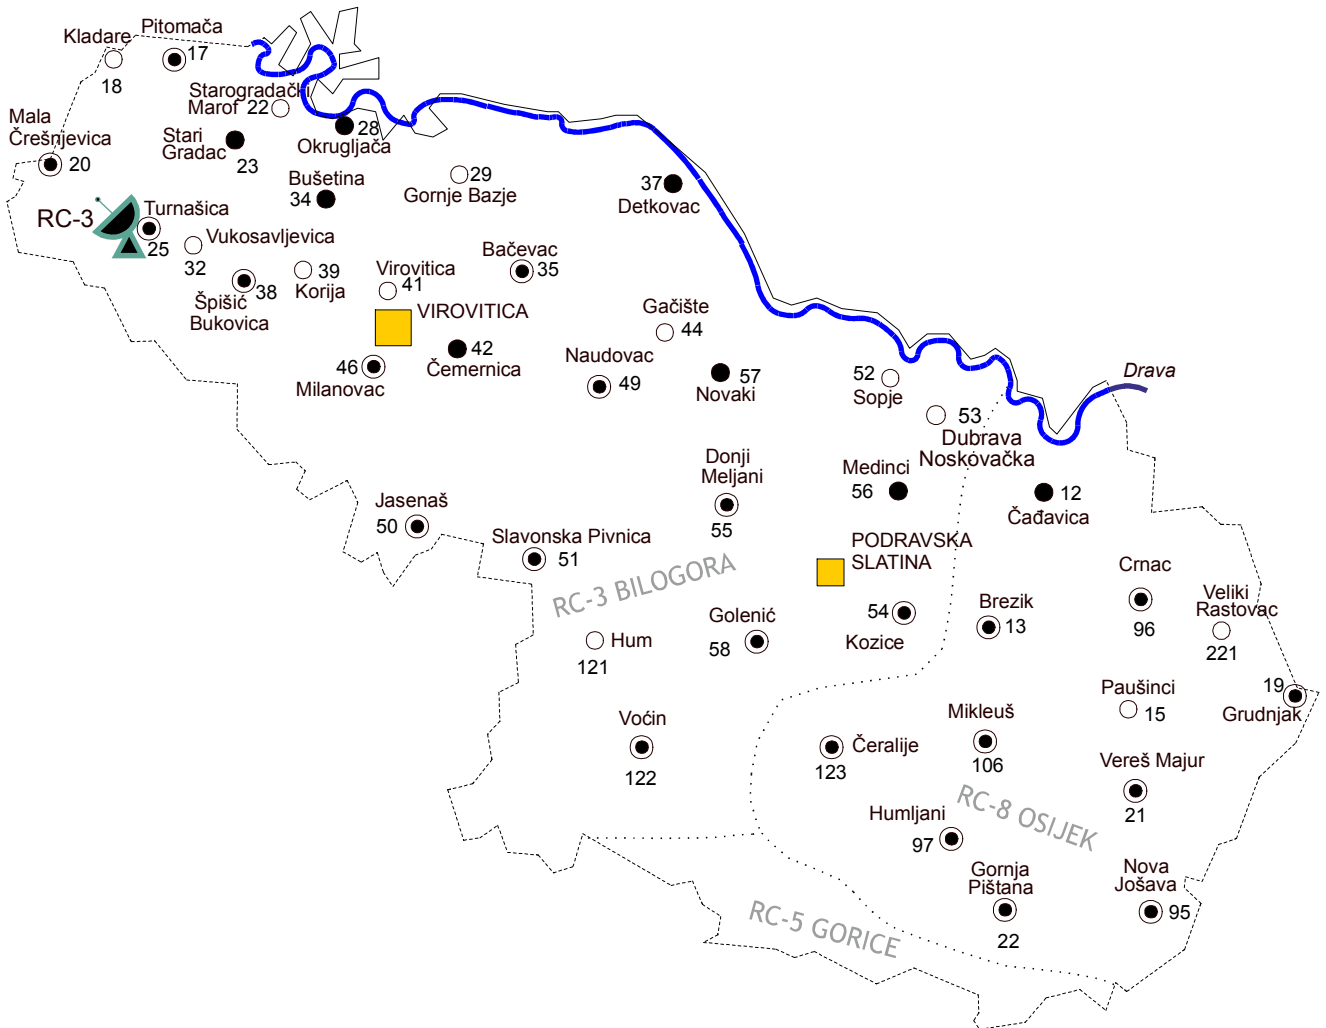 Pitomača
17
Kladare
18
Starogradački
Marof 22
Mala
Črešnjevica
20
Stari
Gradac
23
28
Okrugljača
Bušetina
34
29
Gornje Bazje
37
Detkovac
RC-3
Turnašica
25
Vukosavljevica
32
Špišić
Bukovica
38
39
Korija
Virovitica
41
VIROVITICA
Bačevac
35
46
Milanovac
42
Čemernica
Gačište
44
Naudovac
49
57
Novaki
52
Sopje
53
Dubrava
Noskovačka
Drava
Donji
Meljani
55
Medinci
56
12
Čađavica
Jasenaš
50
Slavonska Pivnica
51
PODRAVSKA
SLATINA
RC-3 BILOGORA
Golenić
58
54
Kozice
Brezik
13
Crnac
96
Veliki
Rastovac
221
Hum
121
19
Grudnjak
Paušinci
15
Voćin
122
Čeralije
123
Mikleuš
106
Vereš Majur
21
RC-8 OSIJEK
Humljani
97
Gornja
Pištana
22
Nova
Jošava
95
RC-5 GORICE